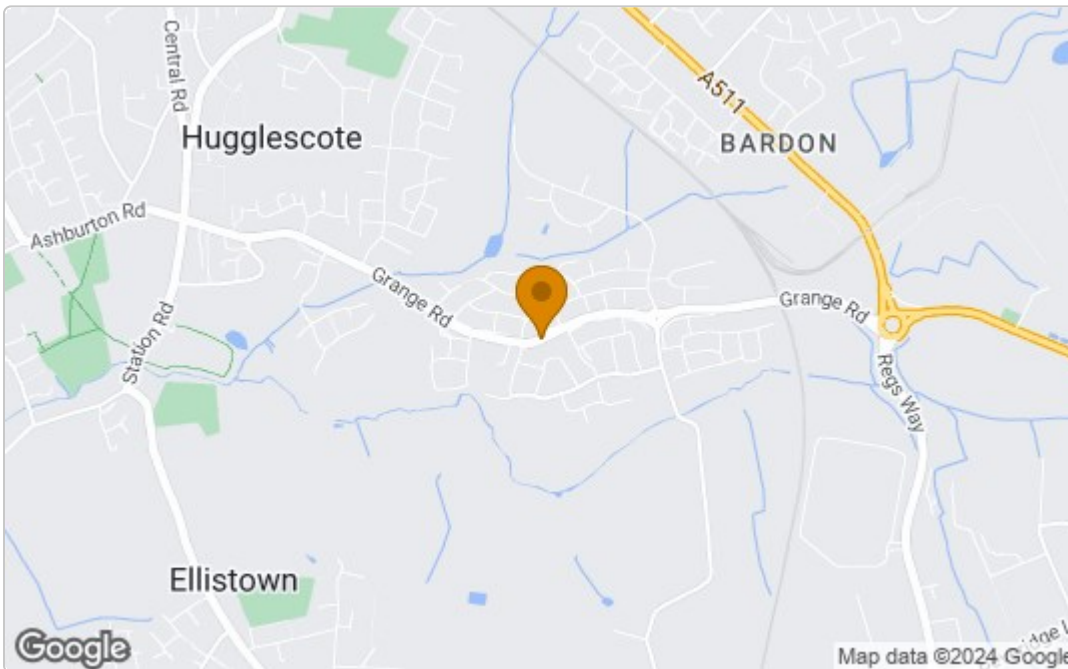 Central Rd
A511
Hugglescote
BARDON
Ashburton Rd
Grange Rd
Grange Rd
Station Rd
Regs Way
Ellistown
Google
Map data ©2024 Google